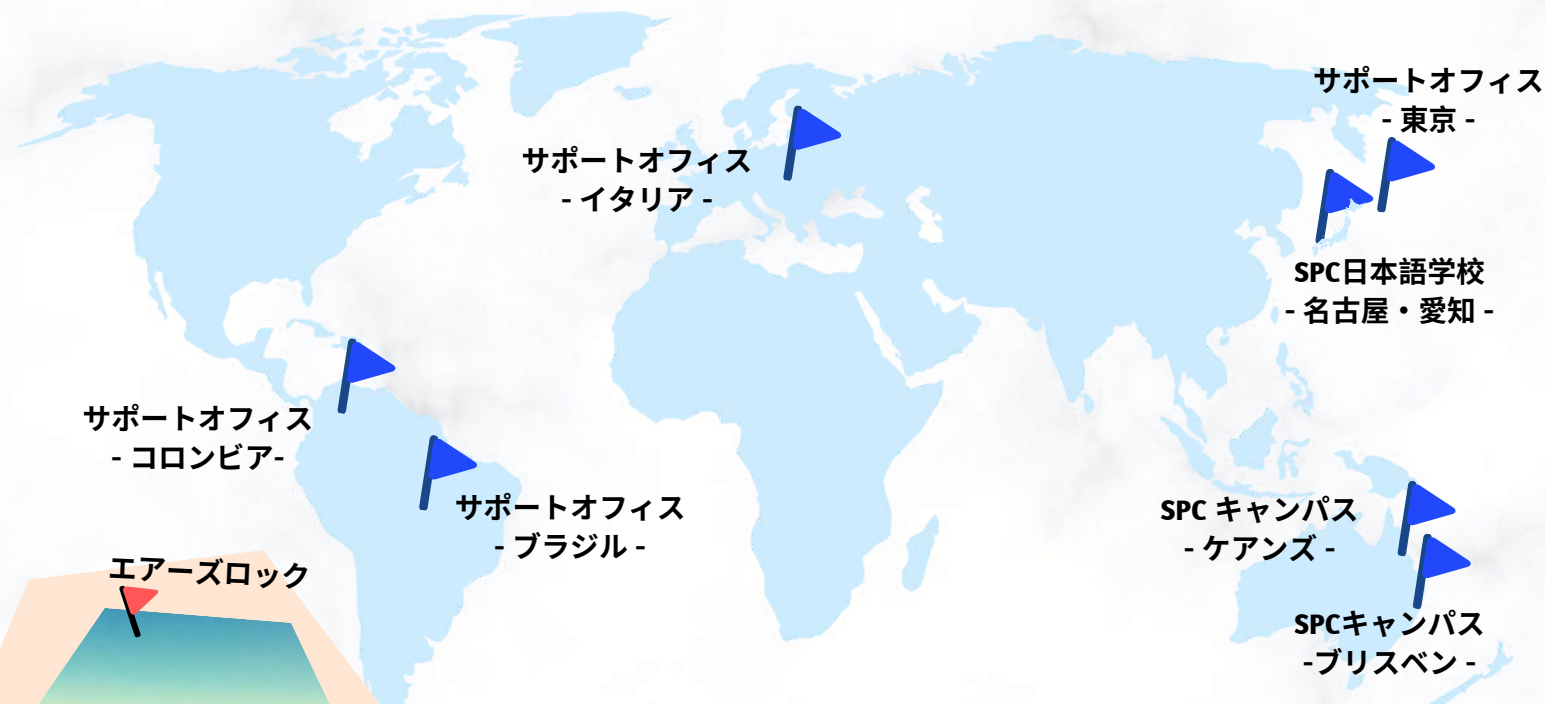 サポートオフィス
- 東京 -
サポートオフィス
- イタリア -
SPC日本語学校
- 名古屋・愛知 -
サポートオフィス
- コロンビア-
サポートオフィス
- ブラジル -
SPC キャンパス
- ケアンズ -
エアーズロック
SPCキャンパス
-ブリスベン -